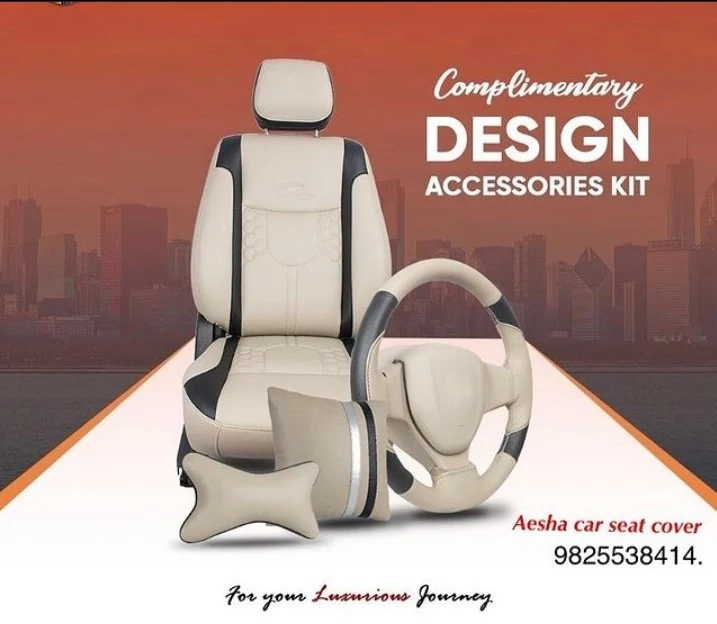 Complimentary
DESIGN
ACCESSORIES KIT
Aesha car seat cover
9825538414.
For your Luxurious Journey